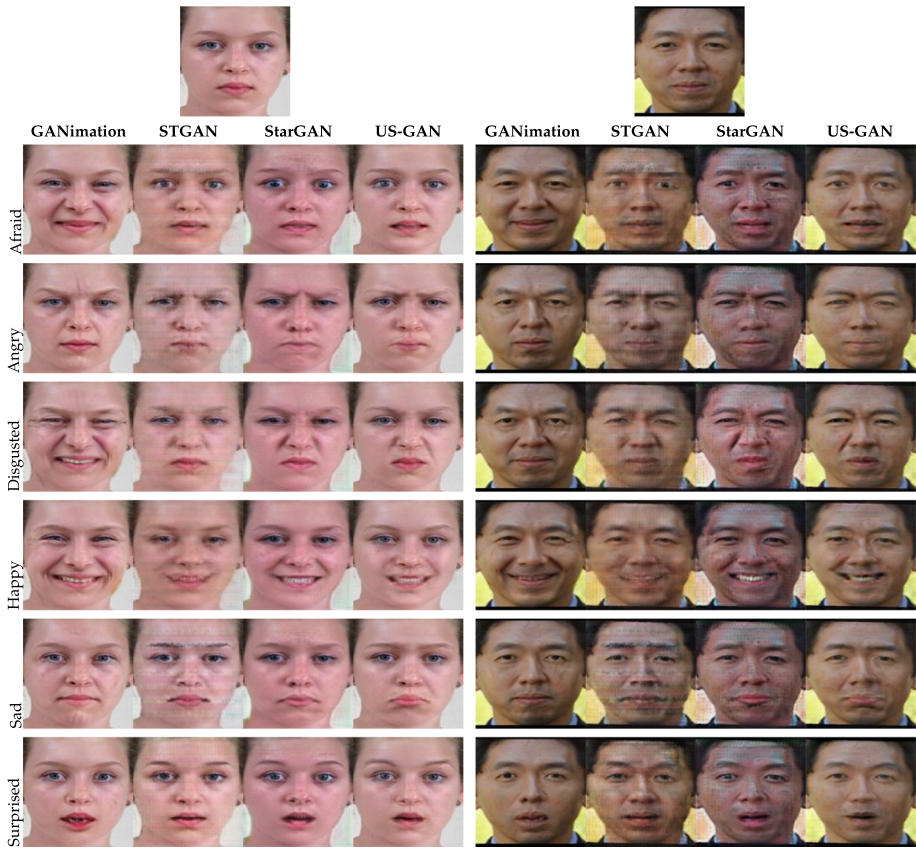 GANimation STGAN StarGAN US-GAN GANimation STGAN StarGAN US-GAN
Afraid
Angry
Disgusted
Happy
Sad
Surprised